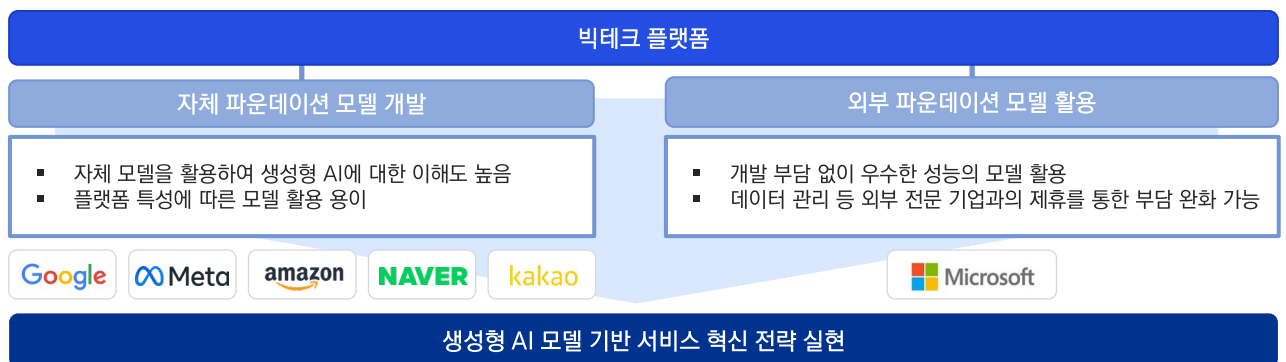 빅테크 플랫폼
자체 파운데이션 모델 개발
▪ 자체 모델을 활용하여 생성형 AI에 대한 이해도 높음
▪ 플랫폼 특성에 따른 모델 활용 용이
Google
Meta
amazon
NAVER
kakao
외부 파운데이션 모델 활용
▪ 개발 부담 없이 우수한 성능의 모델 활용
▪ 데이터 관리 등 외부 전문 기업과의 제휴를 통한 부담 완화 가능
Microsoft
생성형 AI 모델 기반 서비스 혁신 전략 실현